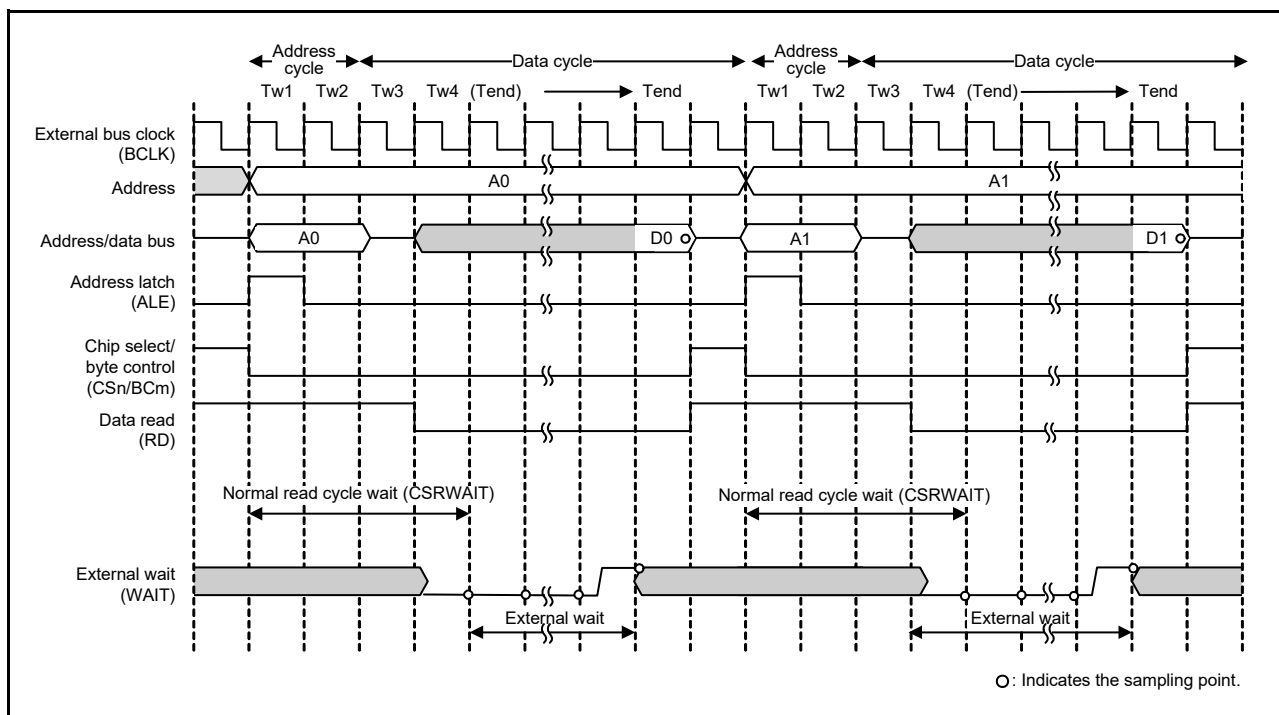 Address
cycle
Data cycle
Address
cycle
Data cycle
Tw1 Tw2 Tw3 Tw4 (Tend) Tend Tw1 Tw2 Tw3 Tw4 (Tend) Tend
External bus clock
(BCLK)
Address
A0
A1
Address/data bus
A0
D0
A1
D1
Address latch
(ALE)
Chip select/
byte control
(CSn/BCm)
Data read
(RD)
Normal read cycle wait (CSRWAIT)
Normal read cycle wait (CSRWAIT)
External wait
(WAIT)
External wait
External wait
: Indicates the sampling point.